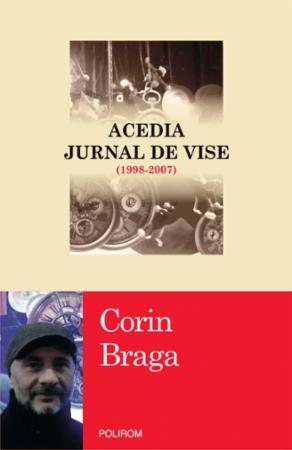 ACEDIA
JURNAL DE VISE
(1998-2007)
Corin
Braga
POLIROM